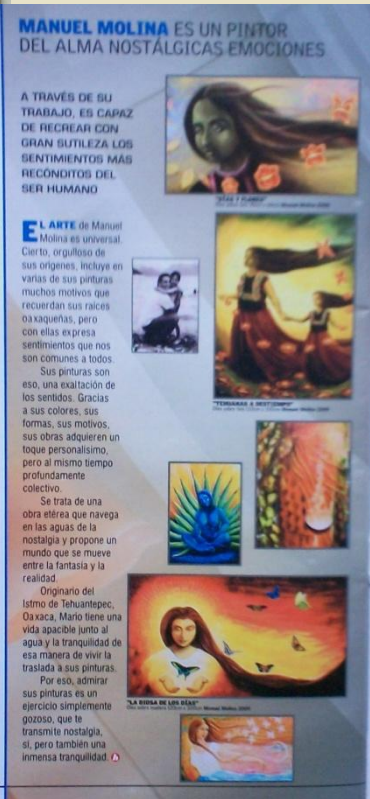 MANUEL MOLINA ES UN PINTOR
DEL ALMA NOSTÁLGICAS EMOCIONES
A TRAVÉS DE SU
TRABAJO, ES CAPAZ
DE RECREAR CON
GRAN SUTILEZA LOS
SENTIMIENTOS MÁS
RECÓNDITOS DEL
SER HUMANO
EL ARTE de Manuel
Molina es universal.
Cierto, orgulloso de
sus orígenes, incluye en
varias de sus pinturas
muchos motivos que
recuerdan sus raíces
oaxaqueñas, pero
con ellas expresa
sentimientos que nos
son comunes a todos.
Sus pinturas son
eso, una exaltación de
los sentidos. Gracias
a sus colores, sus
formas, sus motivos,
sus obras adquieren un
toque personalísimo,
pero al mismo tiempo
profundamente
colectivo.
Se trata de una
obra etérea que navega
en las aguas de la
nostalgia y propone un
mundo que se mueve
entre la fantasía y la
realidad.
Originario del
Istmo de Tehuantepec,
Oaxaca, Mario tiene una
vida apacible junto al
agua y la tranquilidad de
esa manera de vivir la
traslada a sus pinturas.
Por eso, admirar
sus pinturas es un
ejercicio simplemente
gozoso, que te
transmite nostalgia,
sí, pero también una
inmensa tranquilidad.
"TEHUANAS A DESTIEMPO"
"LA DIOSA DE LOS DÍAS"